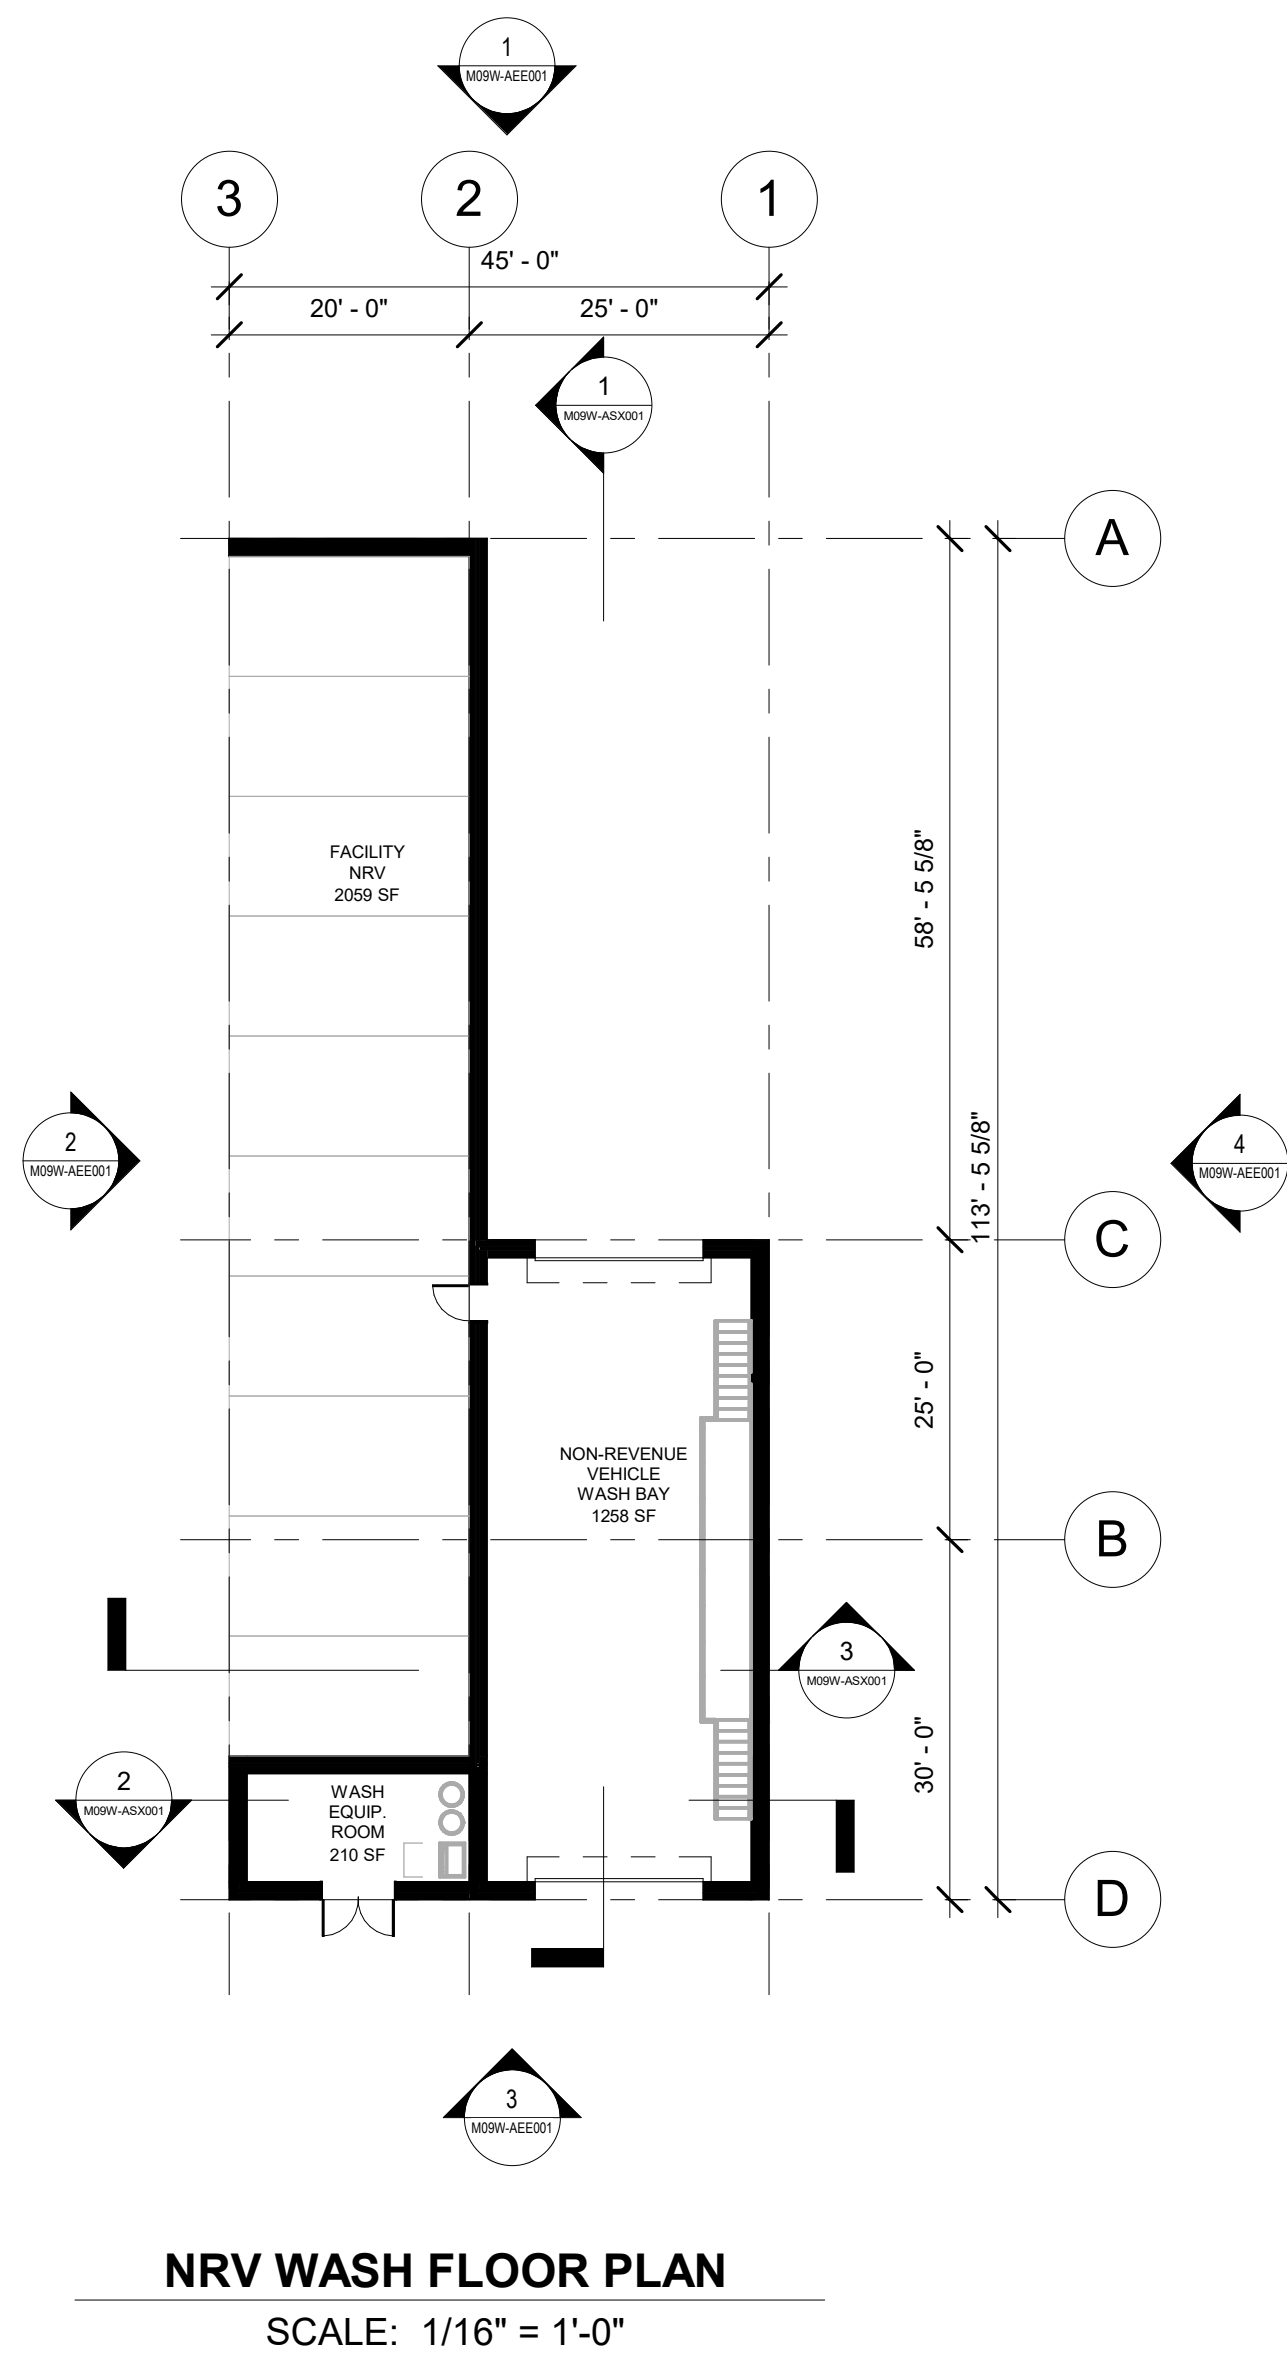 1
M09W-AEE001
3
2
1
45' - 0"
20' - 0"
25' - 0"
1
M09W-ASX001
A
58' - 5 5/8"
FACILITY
NRV
2059 SF
2
M09W-AEE001
113' - 5 5/8"
4
M09W-AEE001
C
25' - 0"
NON-REVENUE
VEHICLE
WASH BAY
1258 SF
B
3
M09W-ASX001
30' - 0"
2
M09W-ASX001
WASH
EQUIP.
ROOM
210 SF
D
3
M09W-AEE001
NRV WASH FLOOR PLAN
SCALE: 1/16" = 1'-0"